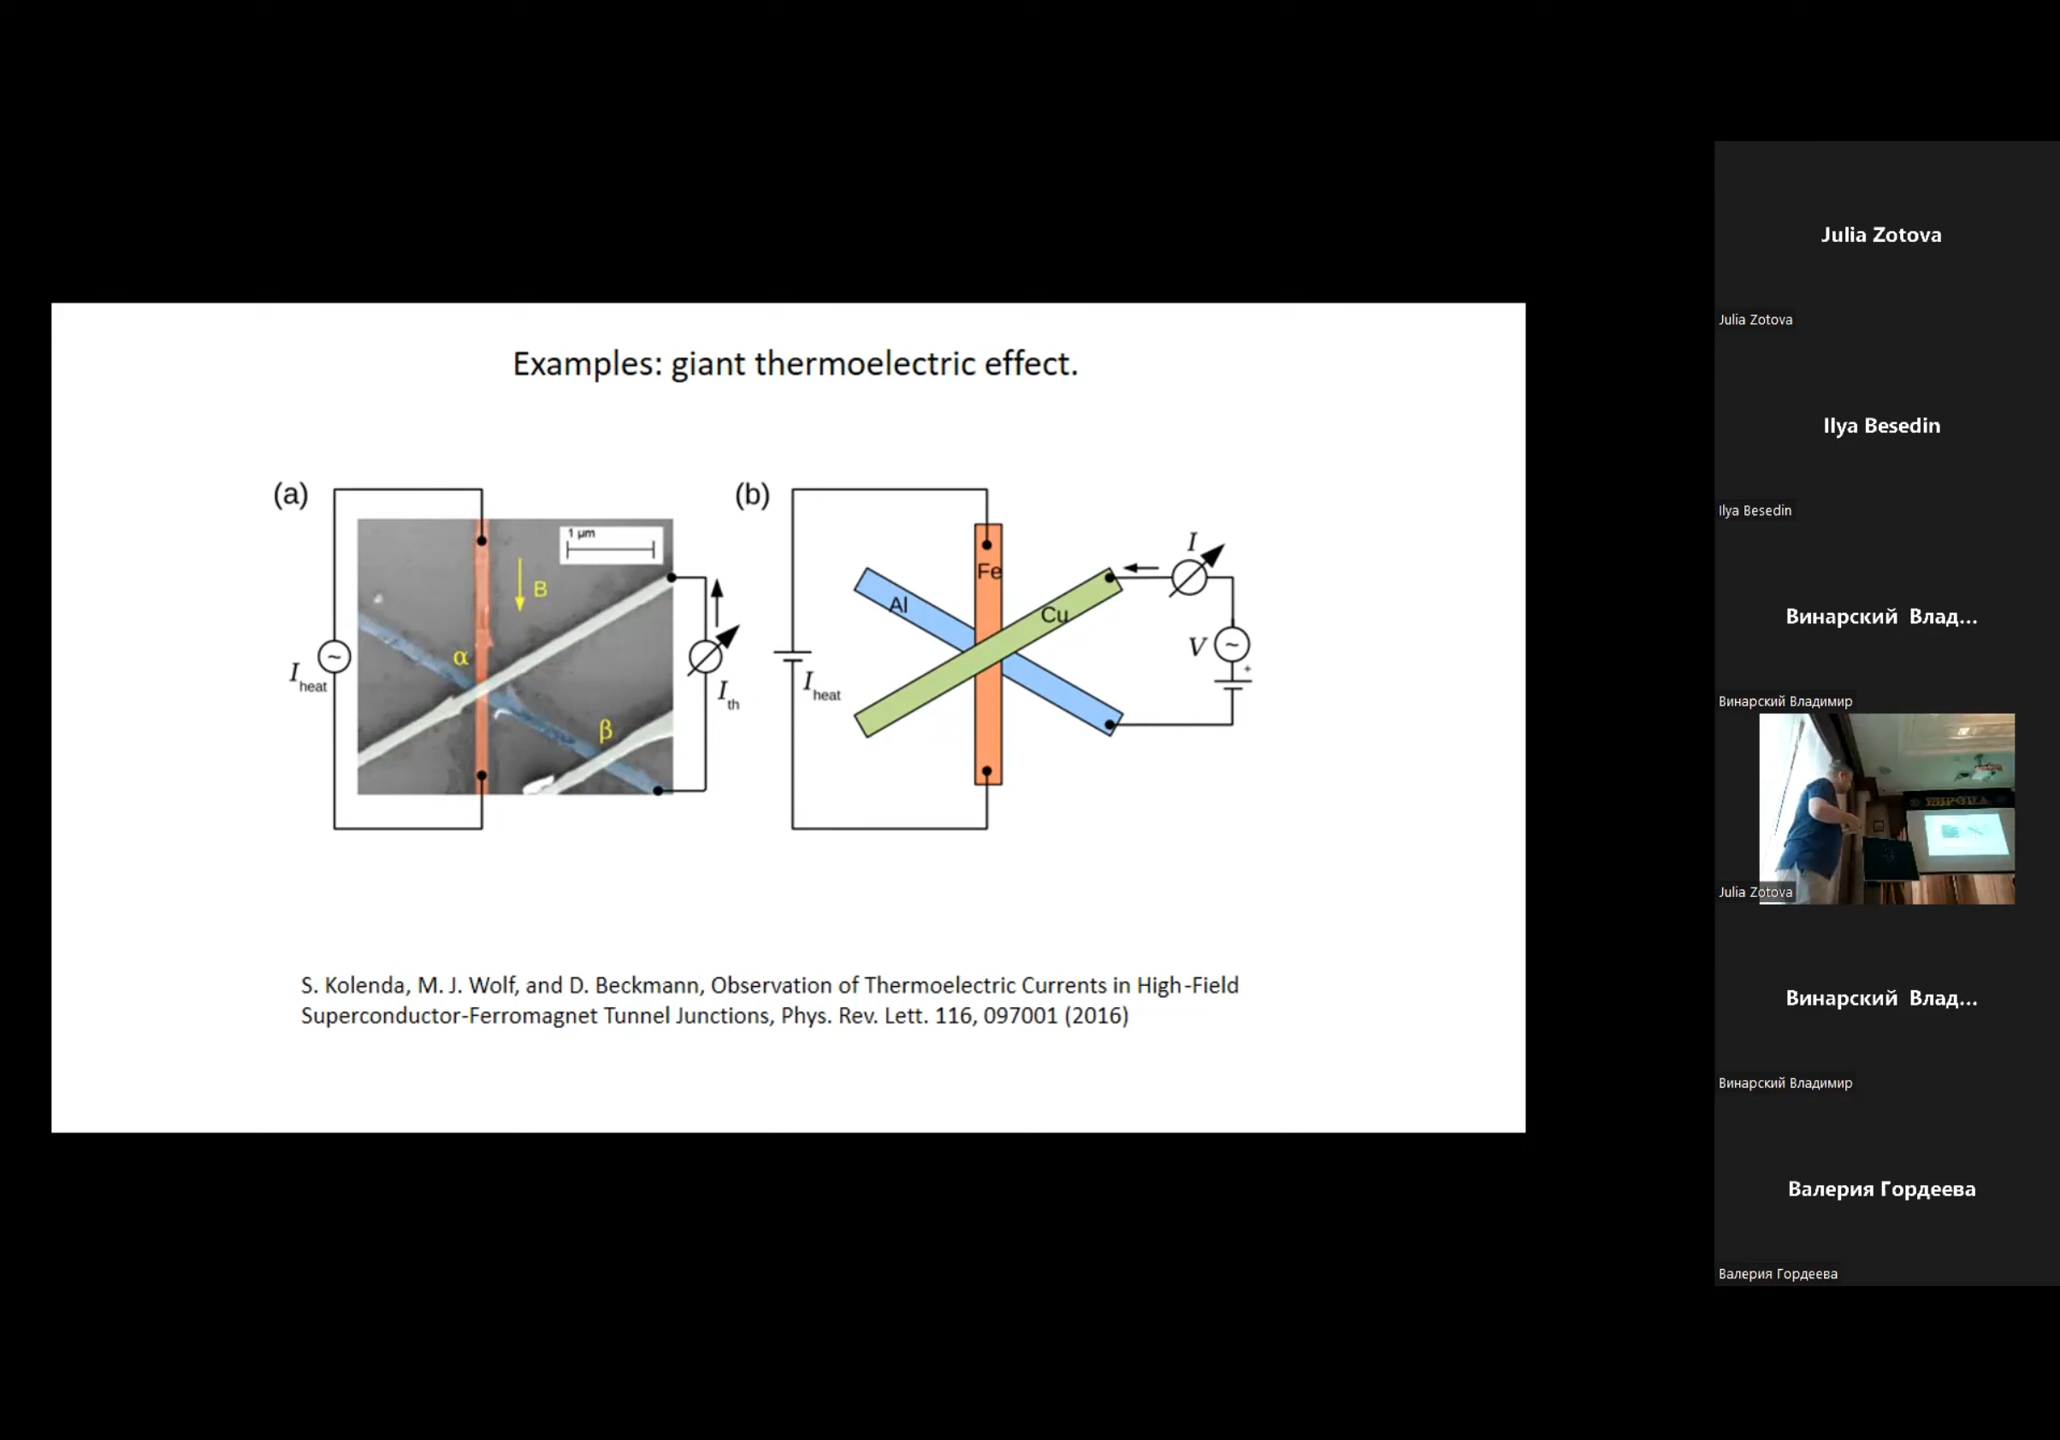 Examples: giant thermoelectric effect.
(a)
1 µm
B
α
β
I heat
I th
(b)
Fe
Al
Cu
I
V
+
I heat
S. Kolenda, M. J. Wolf, and D. Beckmann, Observation of Thermoelectric Currents in High-Field
Superconductor-Ferromagnet Tunnel Junctions, Phys. Rev. Lett. 116, 097001 (2016)
Julia Zotova
Julia Zotova
Ilya Besedin
Ilya Besedin
Винарский Влад...
Винарский Владимир
Julia Zotova
Винарский Влад...
Винарский Владимир
Валерия Гордеева
Валерия Гордеева